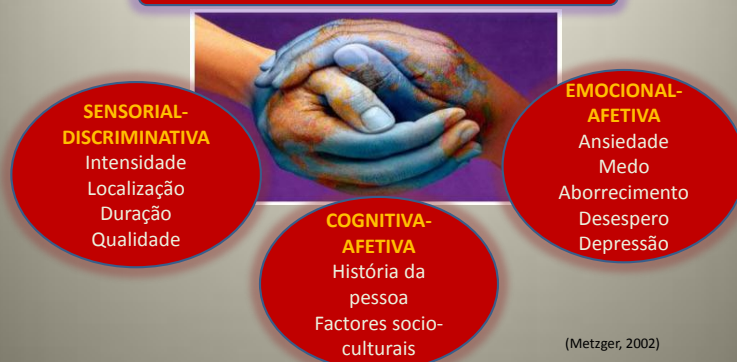 SENSORIAL-
DISCRIMINATIVA
Intensidade
Localização
Duração
Qualidade
COGNITIVA-
AFETIVA
História da
pessoa
Factores socio-
culturais
EMOCIONAL-
AFETIVA
Ansiedade
Medo
Aborrecimento
Desespero
Depressão
(Metzger, 2002)